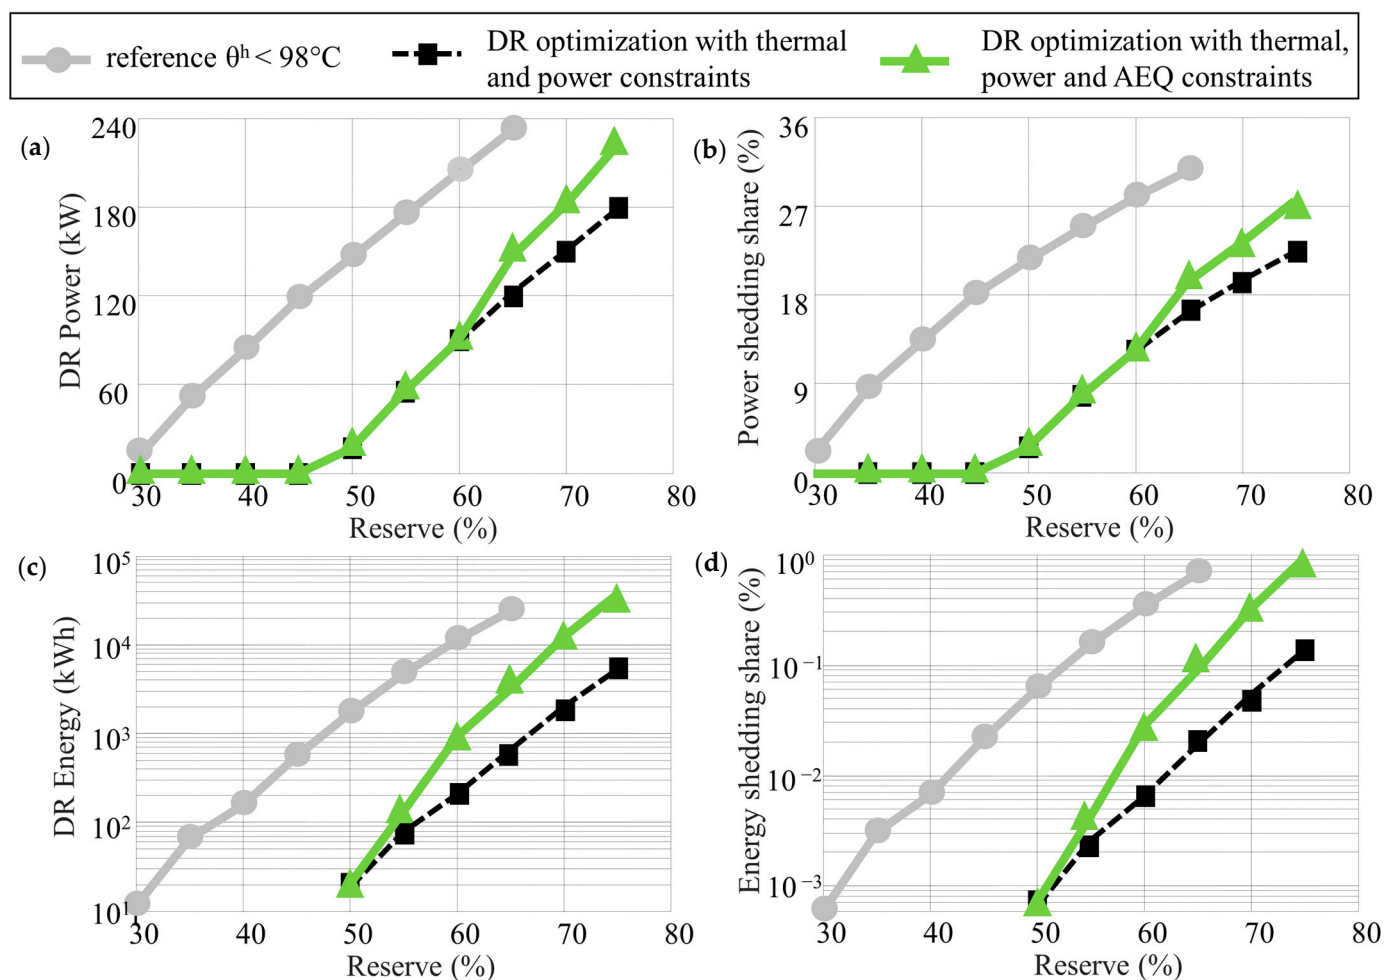 reference θʰ < 98°C
DR optimization with thermal
and power constraints
DR optimization with thermal,
power and AEQ constraints
(a)
DR Power (kW)
240
180
120
60
0
30 40 50 60 70 80
Reserve (%)
(b)
Power shedding share (%)
36
27
18
9
0
30 40 50 60 70 80
Reserve (%)
(c)
DR Energy (kWh)
10⁵
10⁴
10³
10²
10¹
30 40 50 60 70 80
Reserve (%)
(d)
Energy shedding share (%)
10⁰
10⁻¹
10⁻²
10⁻³
30 40 50 60 70 80
Reserve (%)